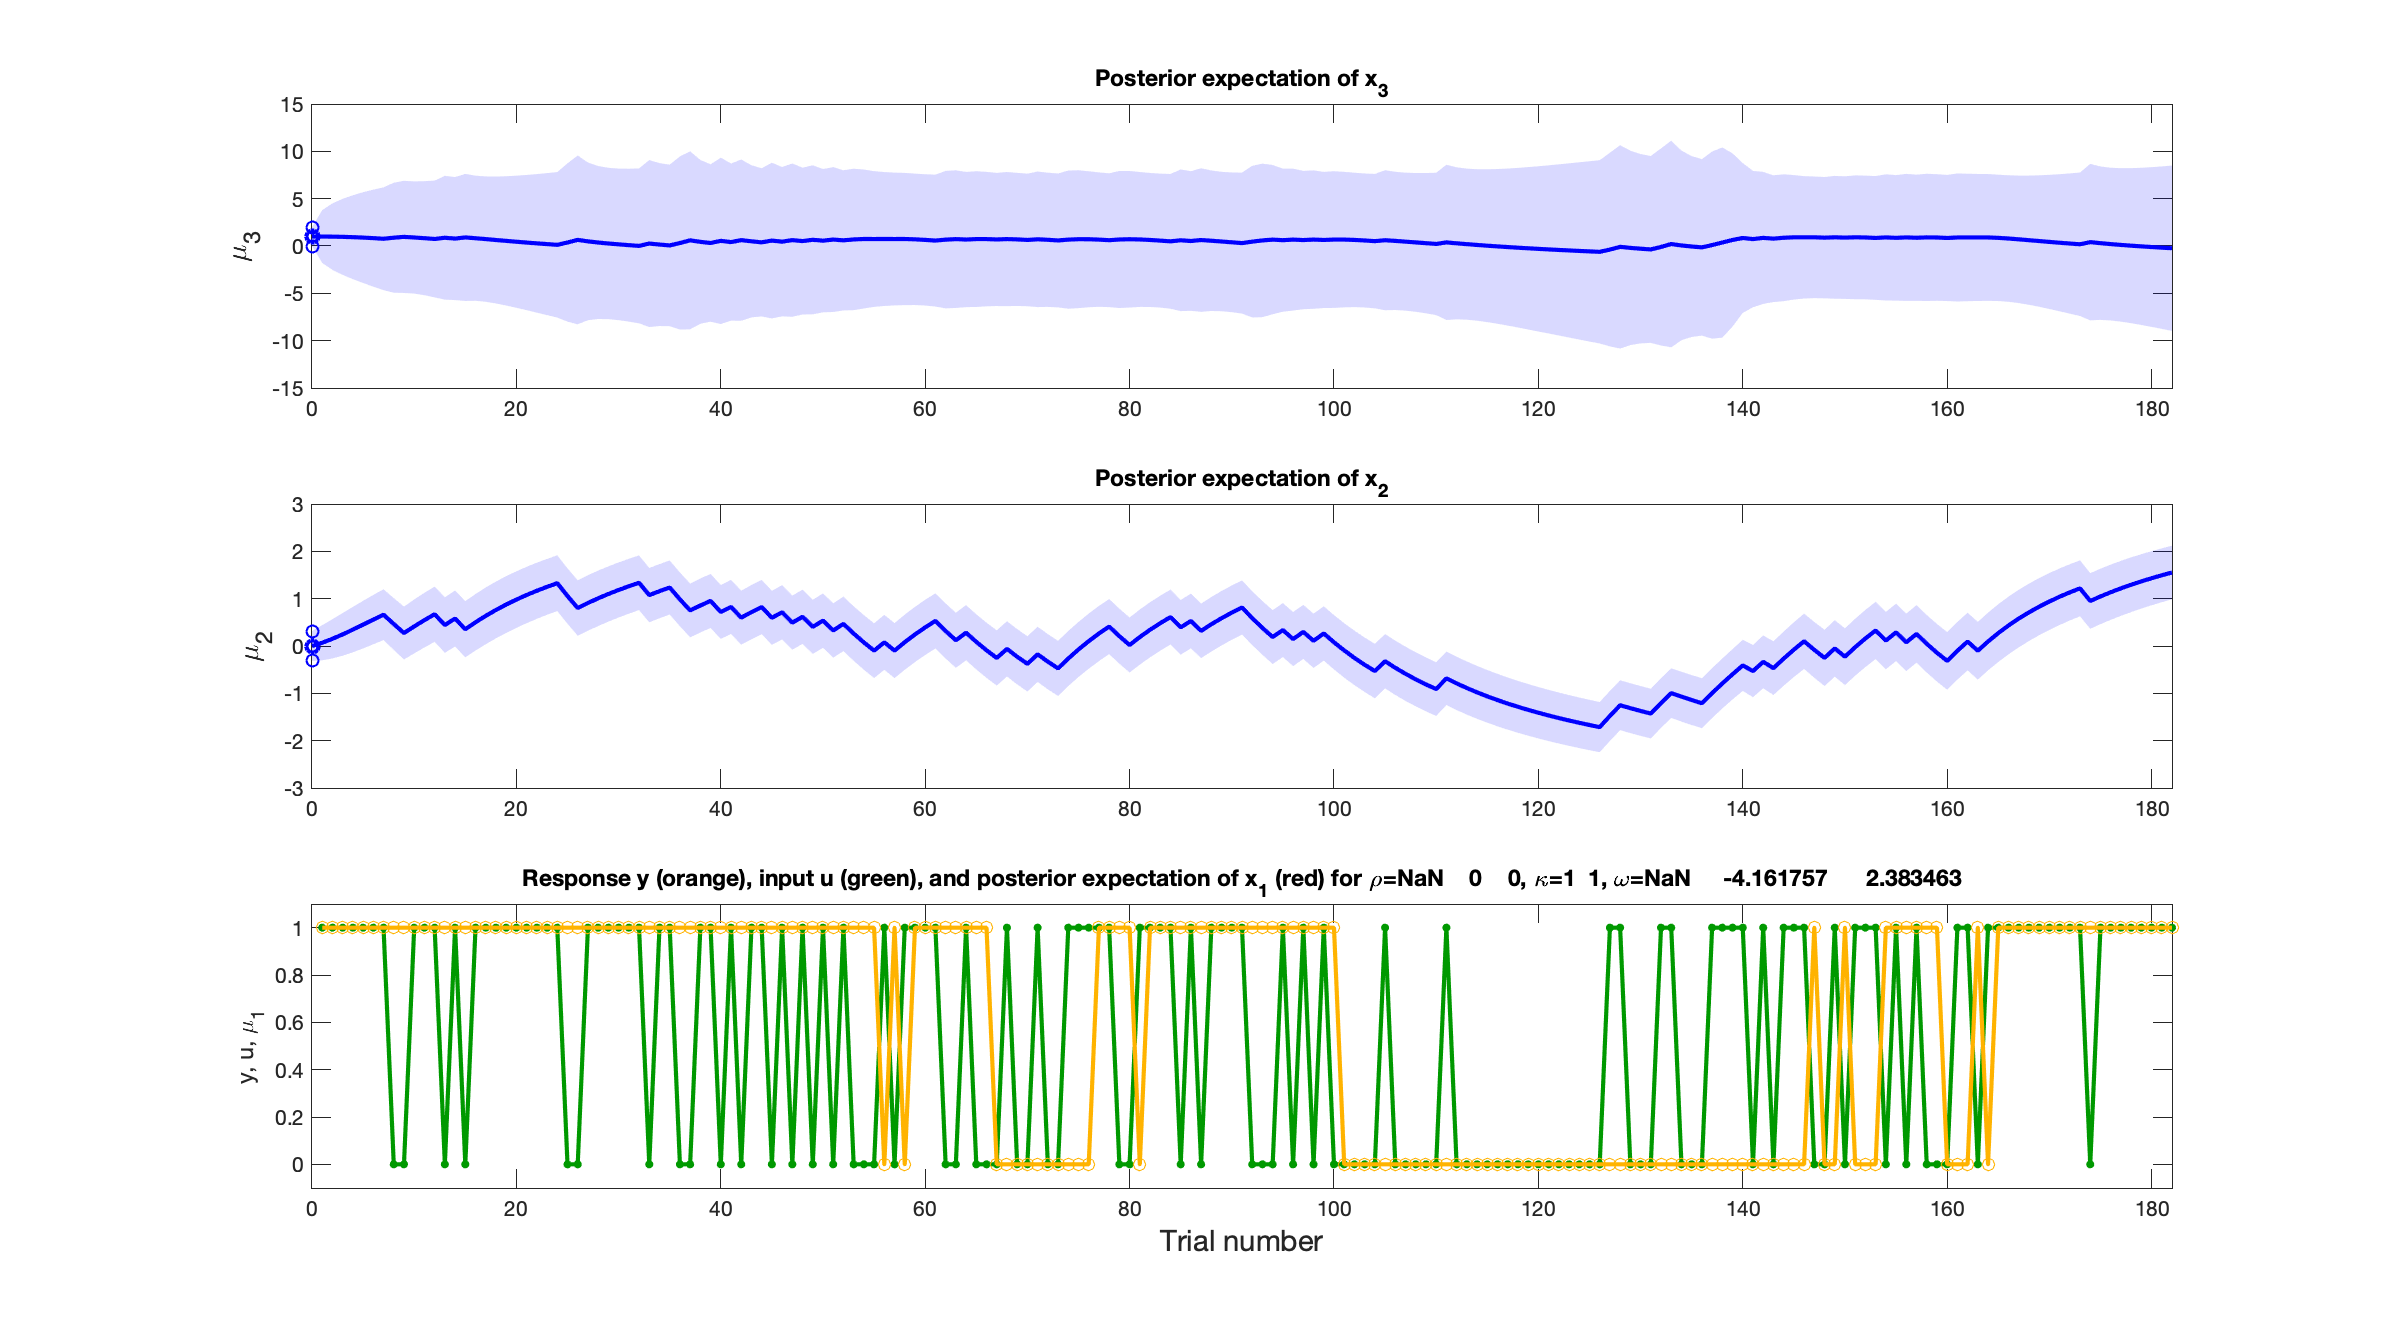 Posterior expectation of x3
15
10
5
0
-5
-10
-15
μ3
0 20 40 60 80 100 120 140 160 180
Posterior expectation of x2
3
2
1
0
-1
-2
-3
μ2
0 20 40 60 80 100 120 140 160 180
Response y (orange), input u (green), and posterior expectation of x1 (red) for ρ=NaN 0 0, κ=1 1, ω=NaN -4.161757 2.383463
1
0.8
0.6
0.4
0.2
0
y, u, μ1
0 20 40 60 80 100 120 140 160 180
Trial number